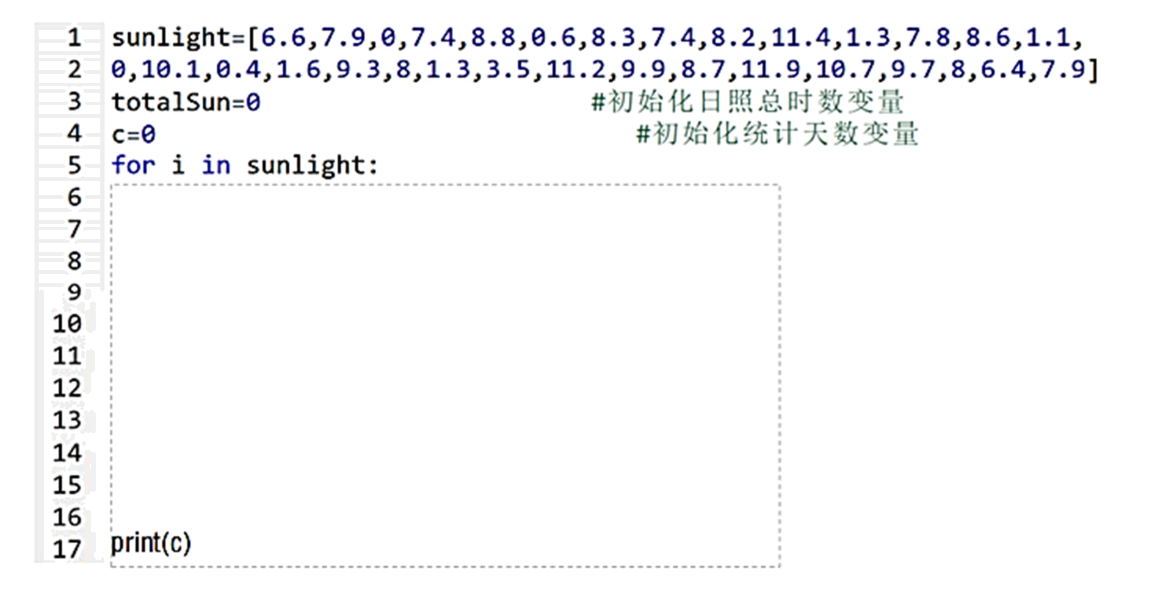 1 sunlight=[6.6,7.9,0,7.4,8.8,0.6,8.3,7.4,8.2,11.4,1.3,7.8,8.6,1.1,
2 0,10.1,0.4,1.6,9.3,8,1.3,3.5,11.2,9.9,8.7,11.9,10.7,9.7,8,6.4,7.9]
3 totalSun=0 #初始化日照总时数变量
4 c=0 #初始化统计天数变量
5 for i in sunlight:
6
7
8
9
10
11
12
13
14
15
16
17 print(c)